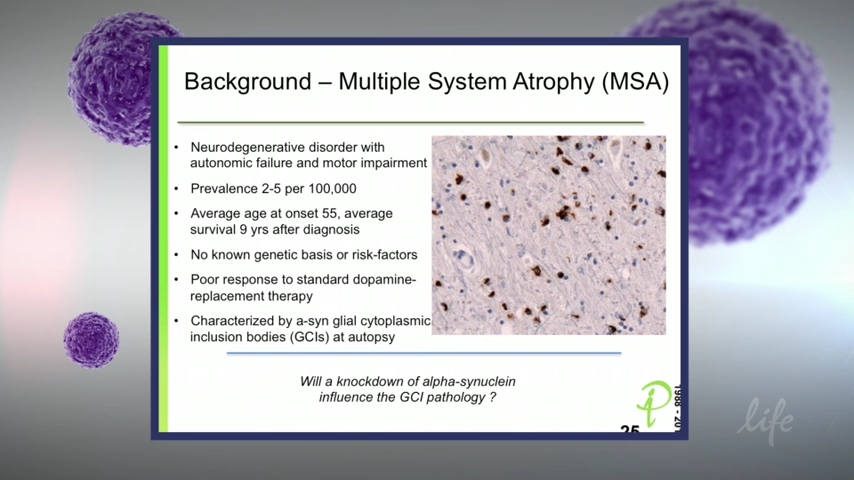 Background – Multiple System Atrophy (MSA)
• Neurodegenerative disorder with
autonomic failure and motor impairment
• Prevalence 2-5 per 100,000
• Average age at onset 55, average
survival 9 yrs after diagnosis
• No known genetic basis or risk-factors
• Poor response to standard dopamine-
replacement therapy
• Characterized by a-syn glial cytoplasmic
inclusion bodies (GCIs) at autopsy
Will a knockdown of alpha-synuclein
influence the GCI pathology ?
25
life